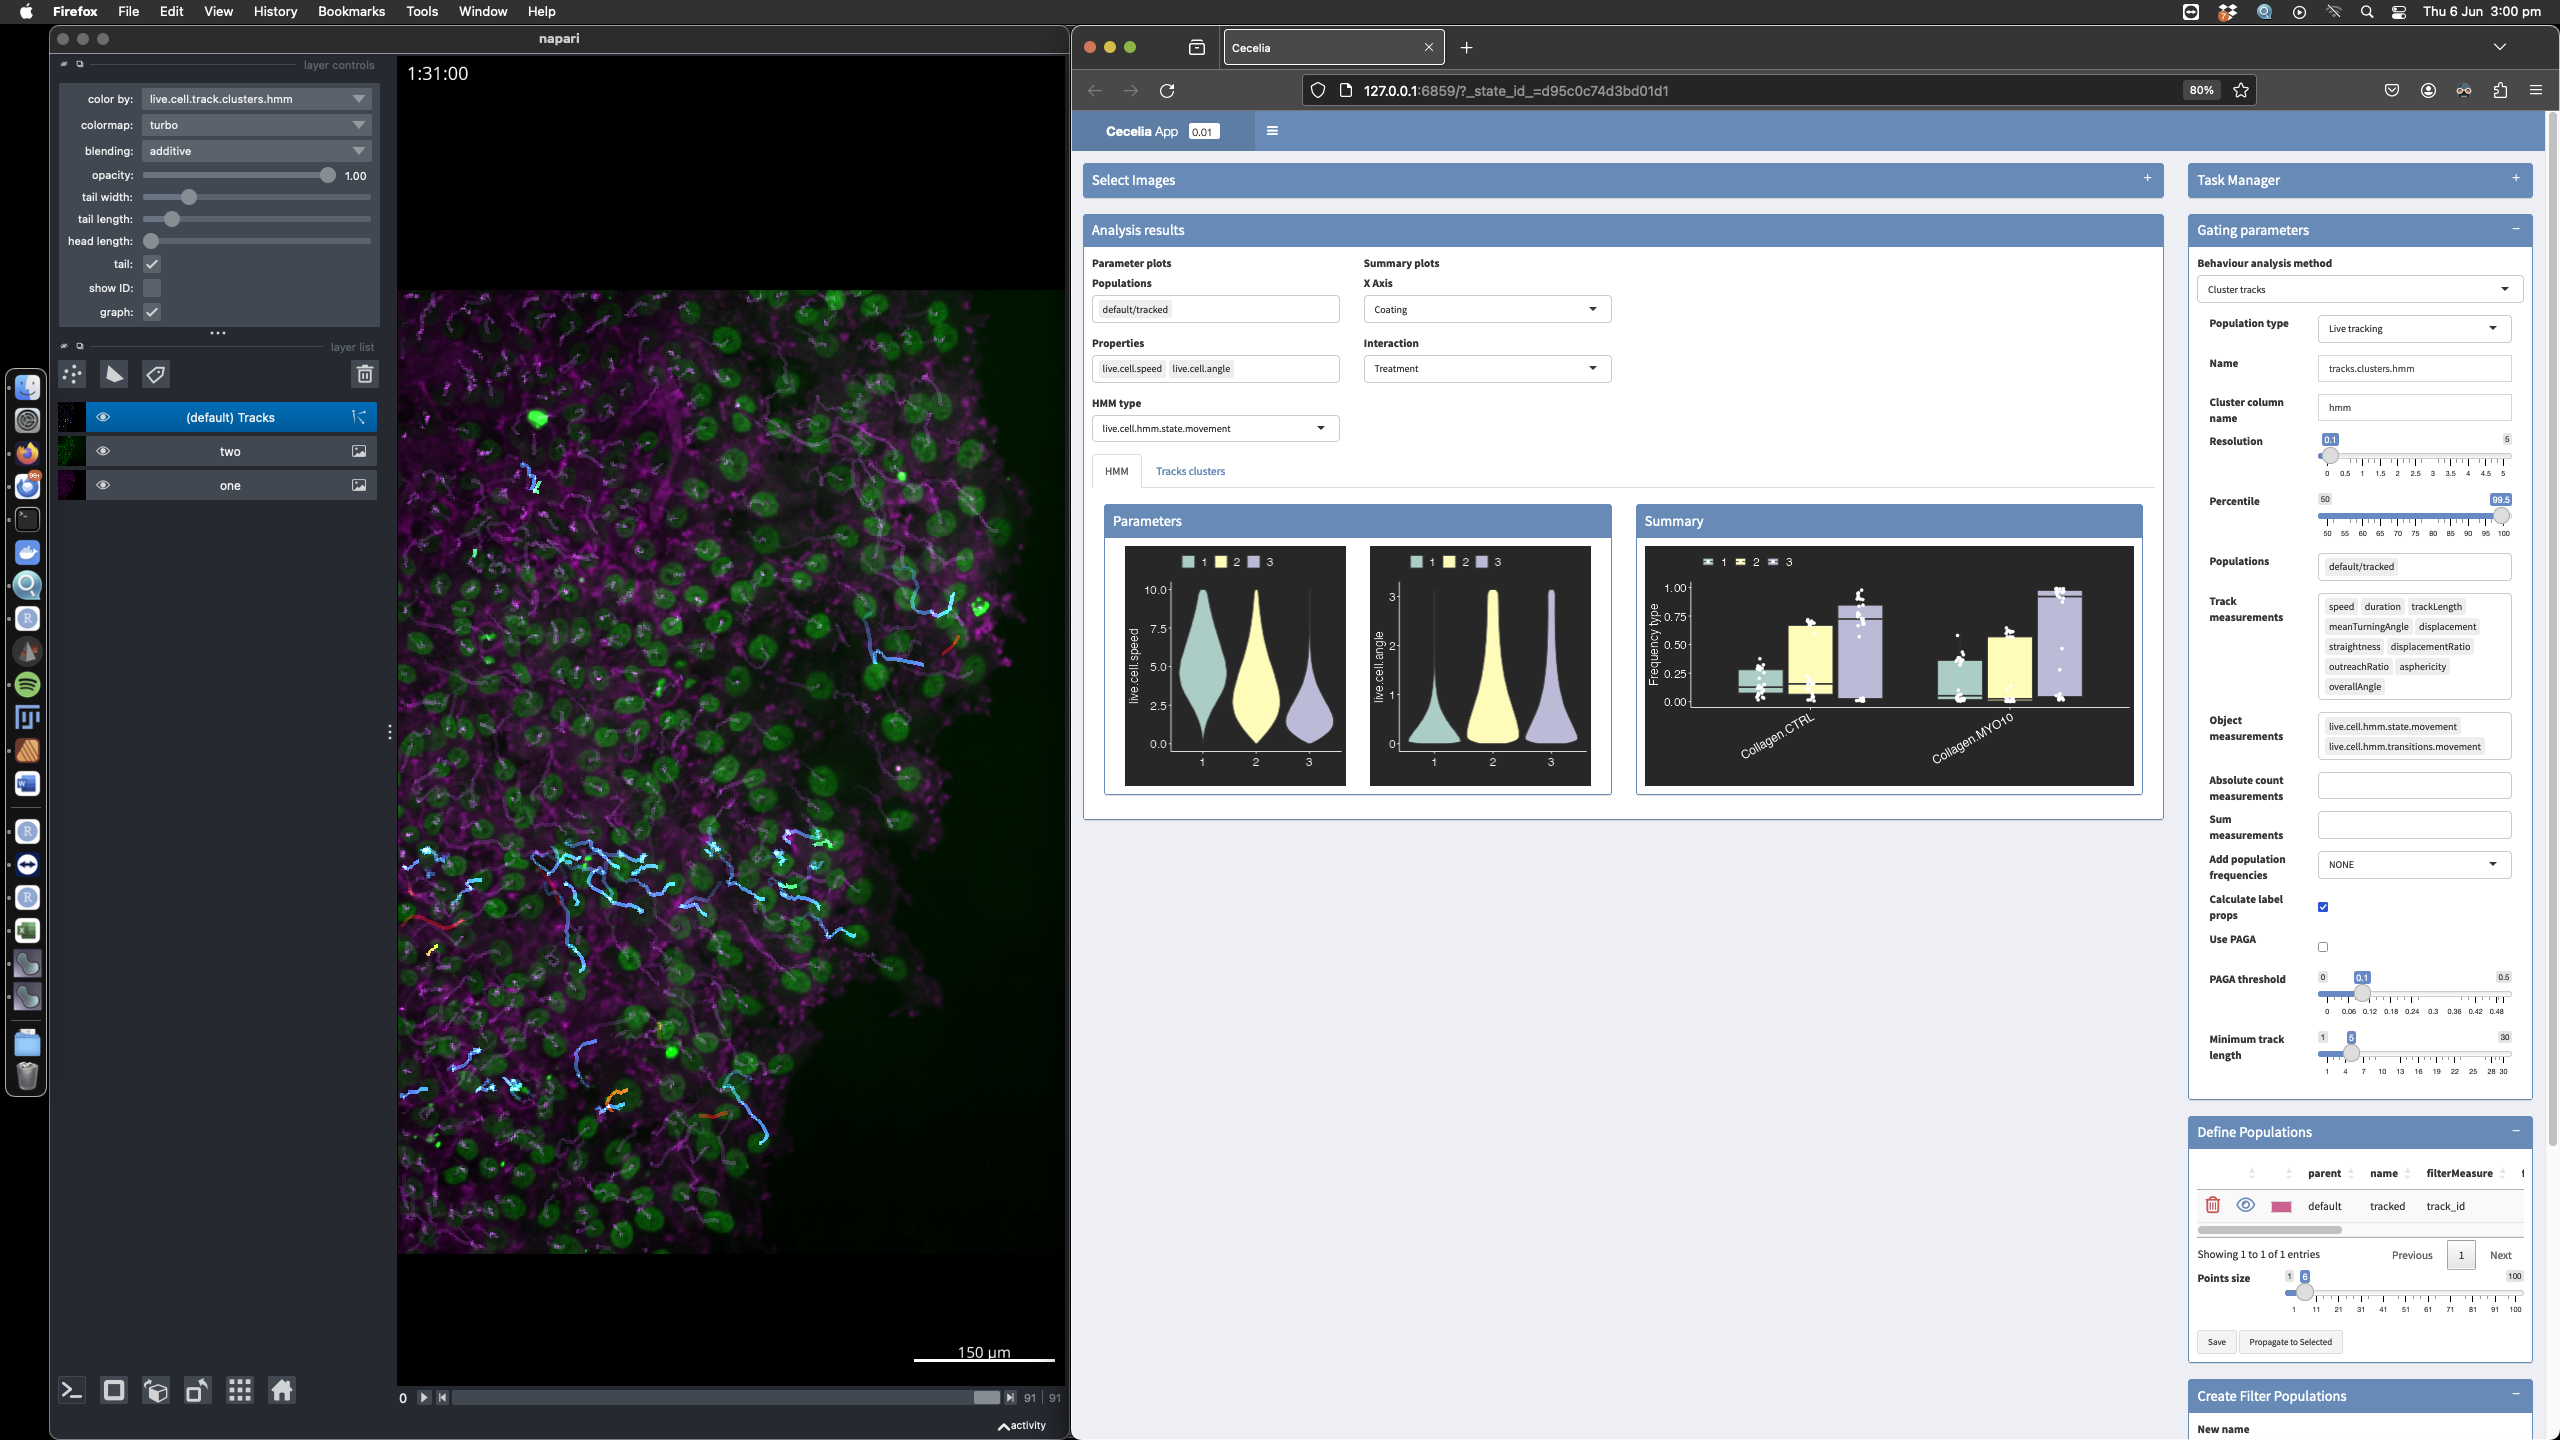 Firefox File Edit View History Bookmarks Tools Window Help
Thu 6 Jun 3:00 pm
napari
layer controls
color by: live.cell.track.clusters.hmm
colormap: turbo
blending: additive
opacity: 1.00
tail width:
tail length:
head length:
tail:
show ID:
graph:
layer list
(default) Tracks
two
one
1:31:00
150 µm
0 91 91
activity
Cecelia
127.0.0.1:6859/?_state_id_=d95c0c74d3bd01d1
80%
Cecelia App 0.01
Select Images
Analysis results
Parameter plots
Populations
default/tracked
Properties
live.cell.speed live.cell.angle
HMM type
live.cell.hmm.state.movement
Summary plots
X Axis
Coating
Interaction
Treatment
HMM Tracks clusters
Parameters
1 2 3
live.cell.speed
10.0
7.5
5.0
2.5
0.0
1 2 3
1 2 3
live.cell.angle
3
2
1
0
1 2 3
Summary
1 2 3
Frequency type
1.00
0.75
0.50
0.25
0.00
Collagen.CTRL
Collagen.MYO10
Task Manager
Gating parameters
Behaviour analysis method
Cluster tracks
Population type
Live tracking
Name
tracks.clusters.hmm
Cluster column
name
hmm
Resolution
0.1 5
0 0.5 1 1.5 2 2.5 3 3.5 4 4.5 5
Percentile
50 99.5
50 55 60 65 70 75 80 85 90 95 100
Populations
default/tracked
Track
measurements
speed duration trackLength
meanTurningAngle displacement
straightness displacementRatio
outreachRatio asphericity
overallAngle
Object
measurements
live.cell.hmm.state.movement
live.cell.hmm.transitions.movement
Absolute count
measurements
Sum
measurements
Add population
frequencies
NONE
Calculate label
props
Use PAGA
PAGA threshold
0 0.1 0.5
0 0.06 0.12 0.18 0.24 0.3 0.36 0.42 0.48
Minimum track
length
1 5 30
1 4 7 10 13 16 19 22 25 28 30
Define Populations
parent name filterMeasure
default tracked track_id
Showing 1 to 1 of 1 entries
Previous 1 Next
Points size
1 6 100
1 11 21 31 41 51 61 71 81 91 100
Save Propagate to Selected
Create Filter Populations
New name